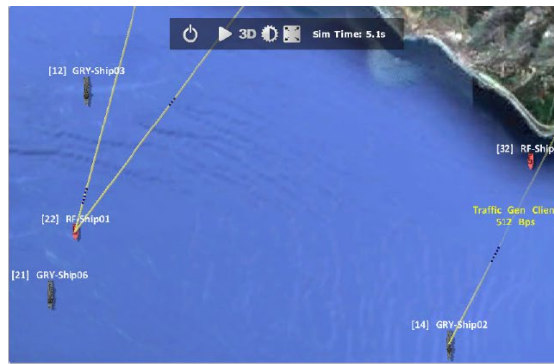 3D Sim Time: 5.1s
[12] GRY-Ship03
[32] RF-Ship
[22] RF-Ship01
Traffic Gen Clien
512 Bps
[21] GRY-Ship06
[14] GRY-Ship02